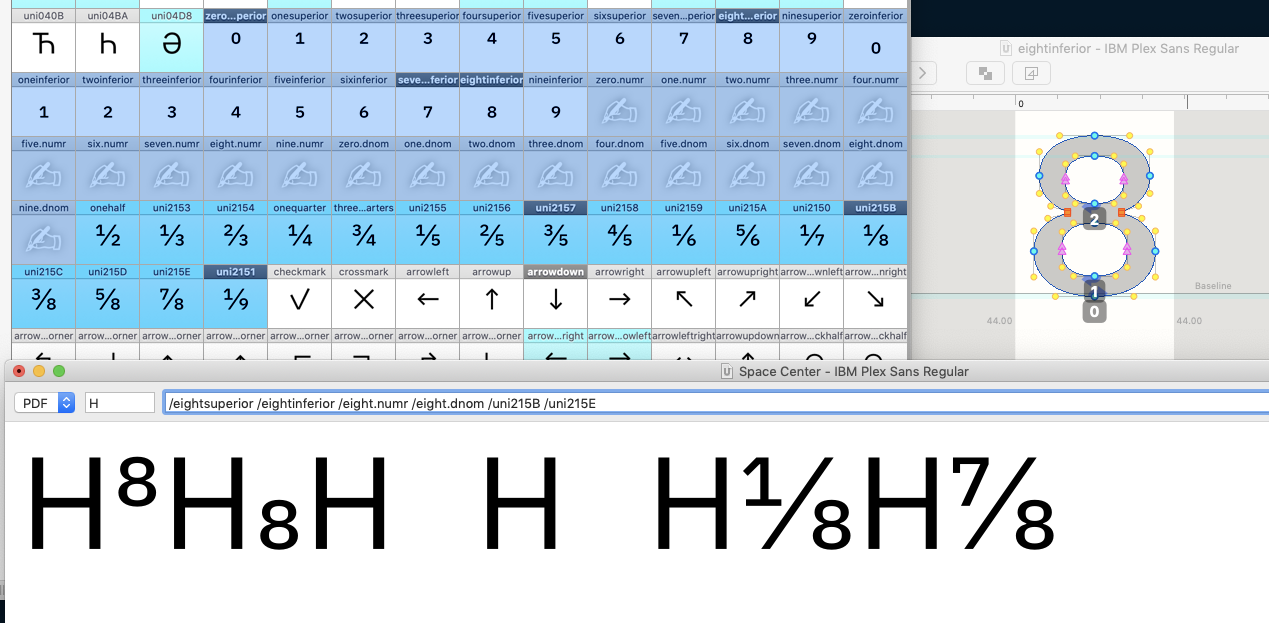 uni040B uni04BA uni04D8 zero...perior onesuperior twosuperior threesuperior foursuperior fivesuperior sixsuperior seven...perior eight...erior ninesuperior zeroinferior
Ћ Һ Ә 0 1 2 3 4 5 6 7 8 9 0
oneinferior twoinferior threeinferior fourinferior fiveinferior sixinferior seve...ferior eightinferior nineinferior zero.numr one.numr two.numr three.numr four.numr
1 2 3 4 5 6 7 8 9
five.numr six.numr seven.numr eight.numr nine.numr zero.dnom one.dnom two.dnom three.dnom four.dnom five.dnom six.dnom seven.dnom eight.dnom
nine.dnom onehalf uni2153 uni2154 onequarter three...arters uni2155 uni2156 uni2157 uni2158 uni2159 uni215A uni2150 uni215B
½ ⅓ ⅔ ¼ ¾ ⅕ ⅖ ⅗ ⅘ ⅙ ⅚ ⅐ ⅛
uni215C uni215D uni215E uni2151 checkmark crossmark arrowleft arrowup arrowdown arrowright arrowupleft arrowupright arrow...wnleft arrow...nright
⅜ ⅝ ⅞ ⅑ ✓ ✕ ← ↑ ↓ → ↖ ↗ ↙ ↘
arrow...orner arrow...orner arrow...orner arrow...orner arrow...orner arrow...orner arrow...orner arrow...orner arrow...right arrow...owleft arrowleftright arrowupdown arrow...ckhalf arrow...ckhalf
eightinferior - IBM Plex Sans Regular
0
8
2
1
0
Baseline
44.00 44.00
Space Center - IBM Plex Sans Regular
PDF H /eightsuperior /eightinferior /eight.numr /eight.dnom /uni215B /uni215E
H⁸H₈H H H⅛H⅞